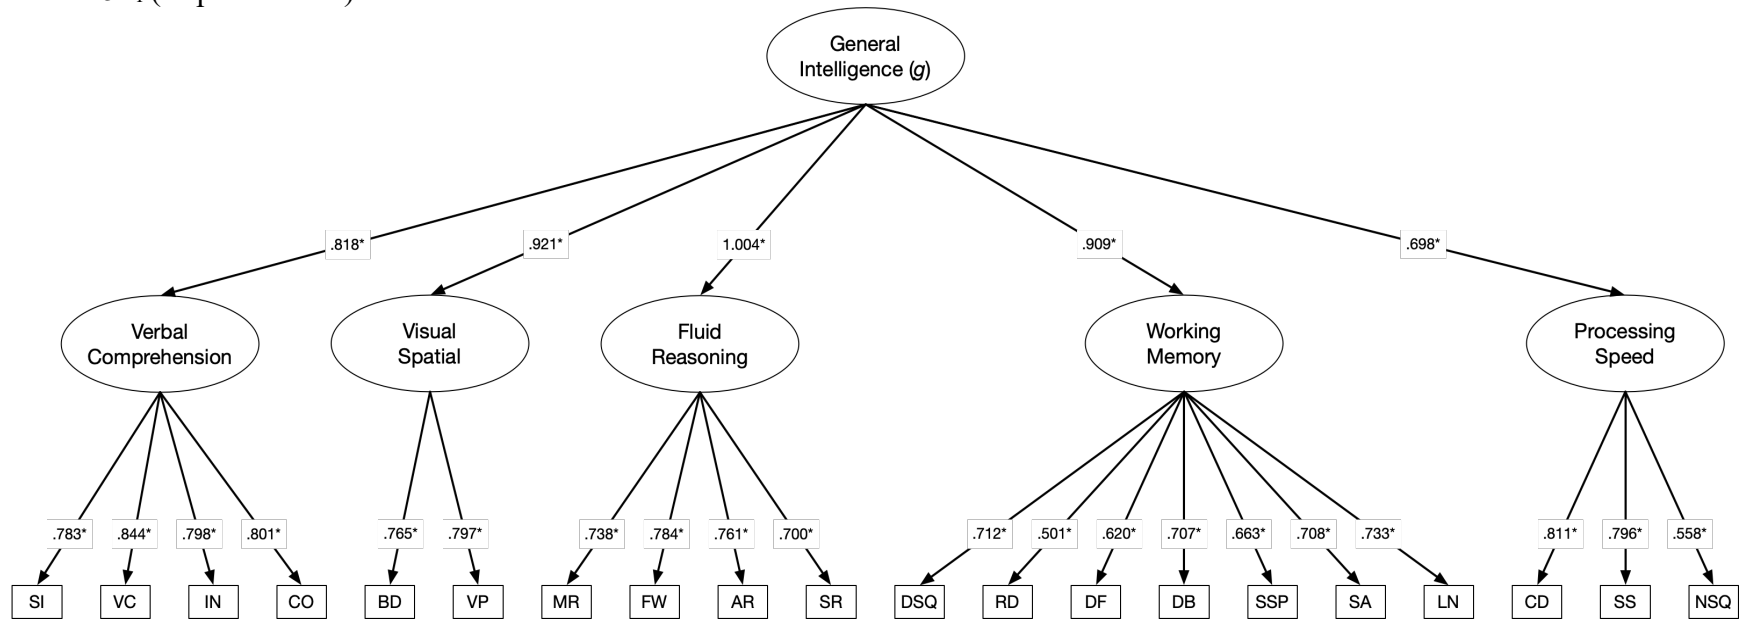 General
Intelligence (g)
.818*
.921*
1.004*
.909*
.698*
Verbal
Comprehension
Visual
Spatial
Fluid
Reasoning
Working
Memory
Processing
Speed
.783*
.844*
.798*
.801*
.765*
.797*
.738*
.784*
.761*
.700*
.712*
.501*
.620*
.707*
.663*
.708*
.733*
.811*
.796*
.558*
SI
VC
IN
CO
BD
VP
MR
FW
AR
SR
DSQ
RD
DF
DB
SSP
SA
LN
CD
SS
NSQ